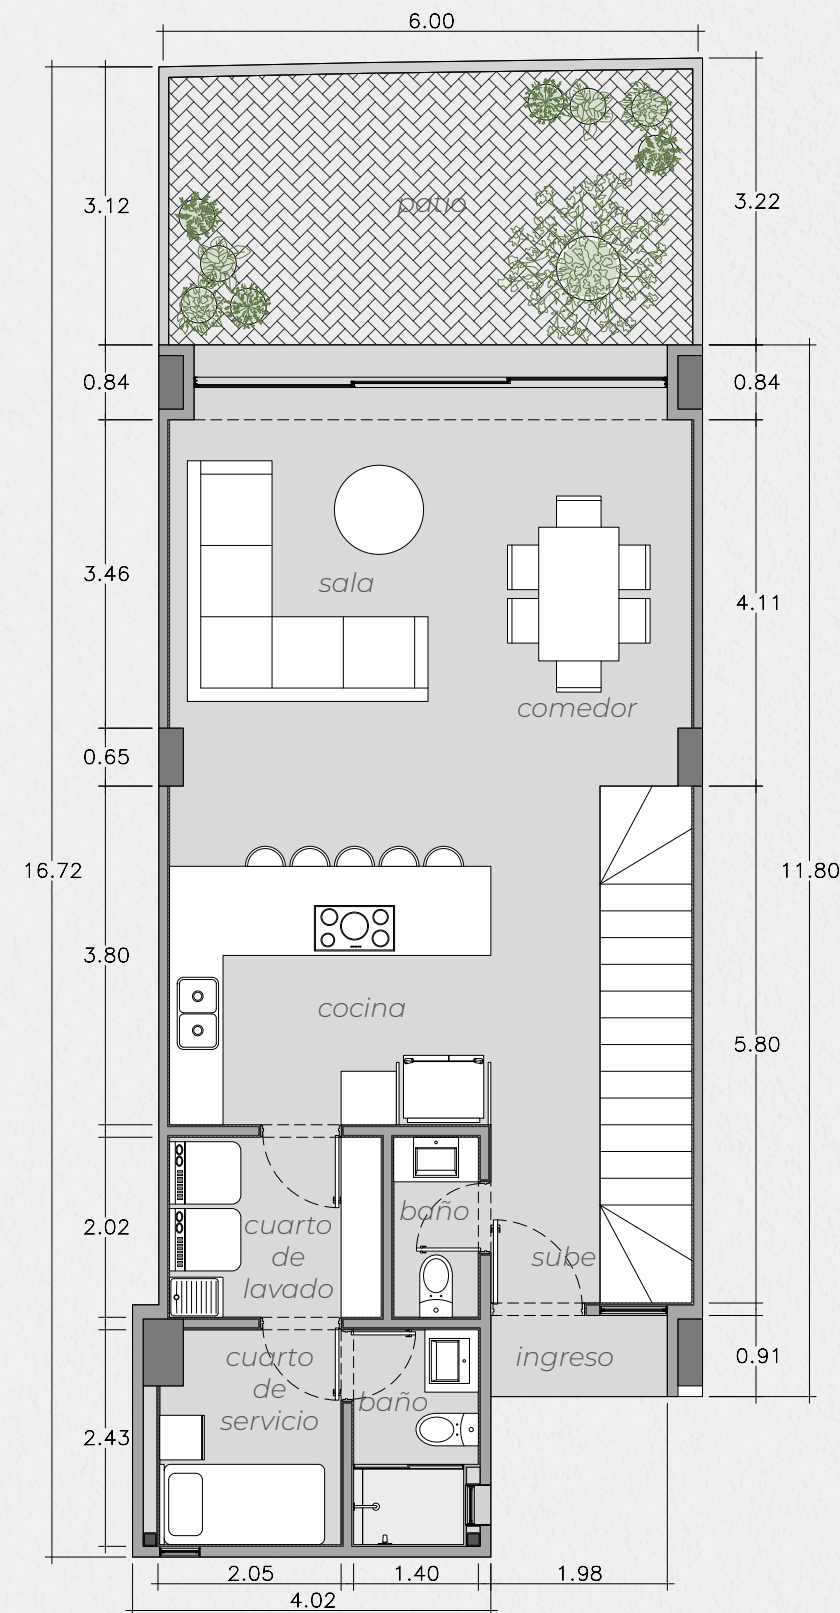 6.00
3.12
patio
3.22
0.84
0.84
3.46
sala
4.11
comedor
0.65
16.72
11.80
3.80
cocina
5.80
baño
2.02
cuarto
de
lavado
sube
cuarto
de
servicio
baño
ingreso
0.91
2.43
2.05
1.40
1.98
4.02